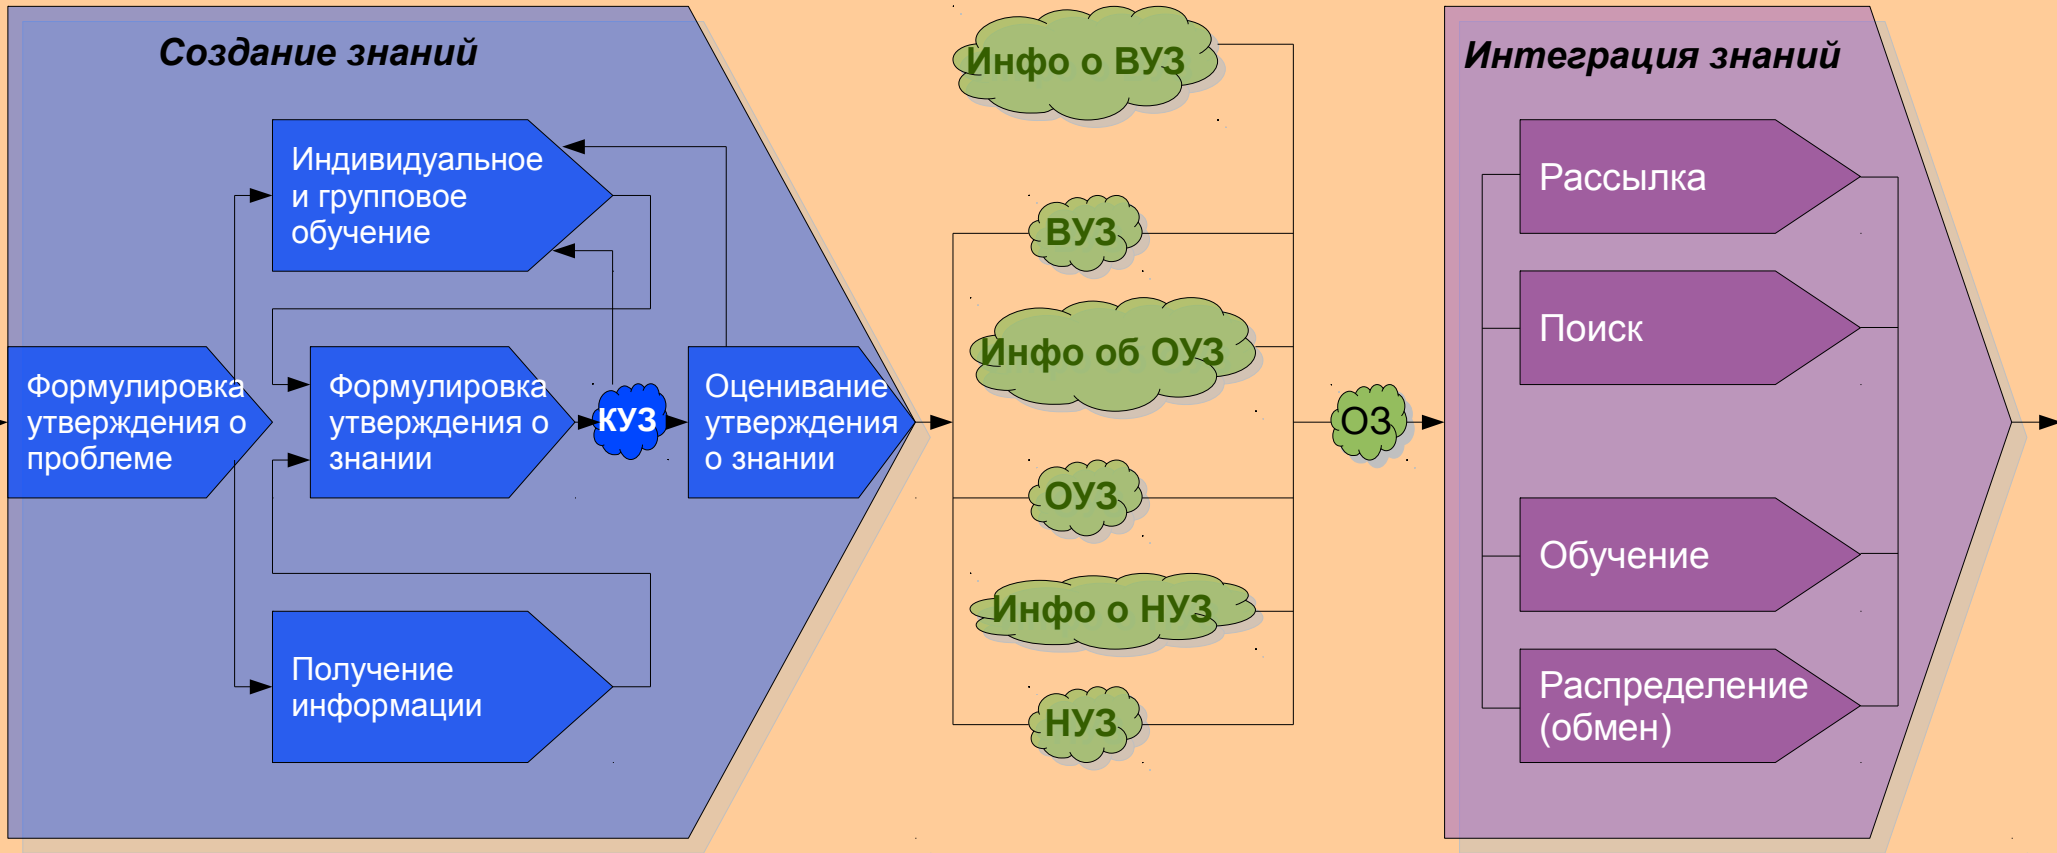 Создание знаний
Индивидуальное
и групповое
обучение
Формулировка
утверждения о
проблеме
Формулировка
утверждения о
знании
КУЗ
Оценивание
утверждения
о знании
Получение
информации
Инфо о ВУЗ
ВУЗ
Инфо об ОУЗ
ОУЗ
Инфо о НУЗ
НУЗ
ОЗ
Интеграция знаний
Рассылка
Поиск
Обучение
Распределение
(обмен)